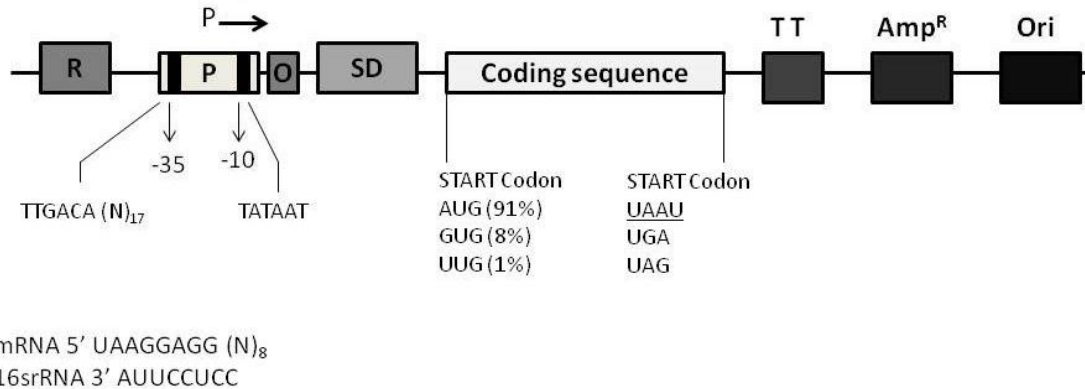 P
R
P
O
SD
Coding sequence
T T
Amp^R
Ori
-35
-10
TTGACA (N)₁₇
TATAAT
START Codon
AUG (91%)
GUG (8%)
UUG (1%)
START Codon
UAAU
UGA
UAG
mRNA 5’ UAAGGAGG (N)₈
16srRNA 3’ AUUCCUCC